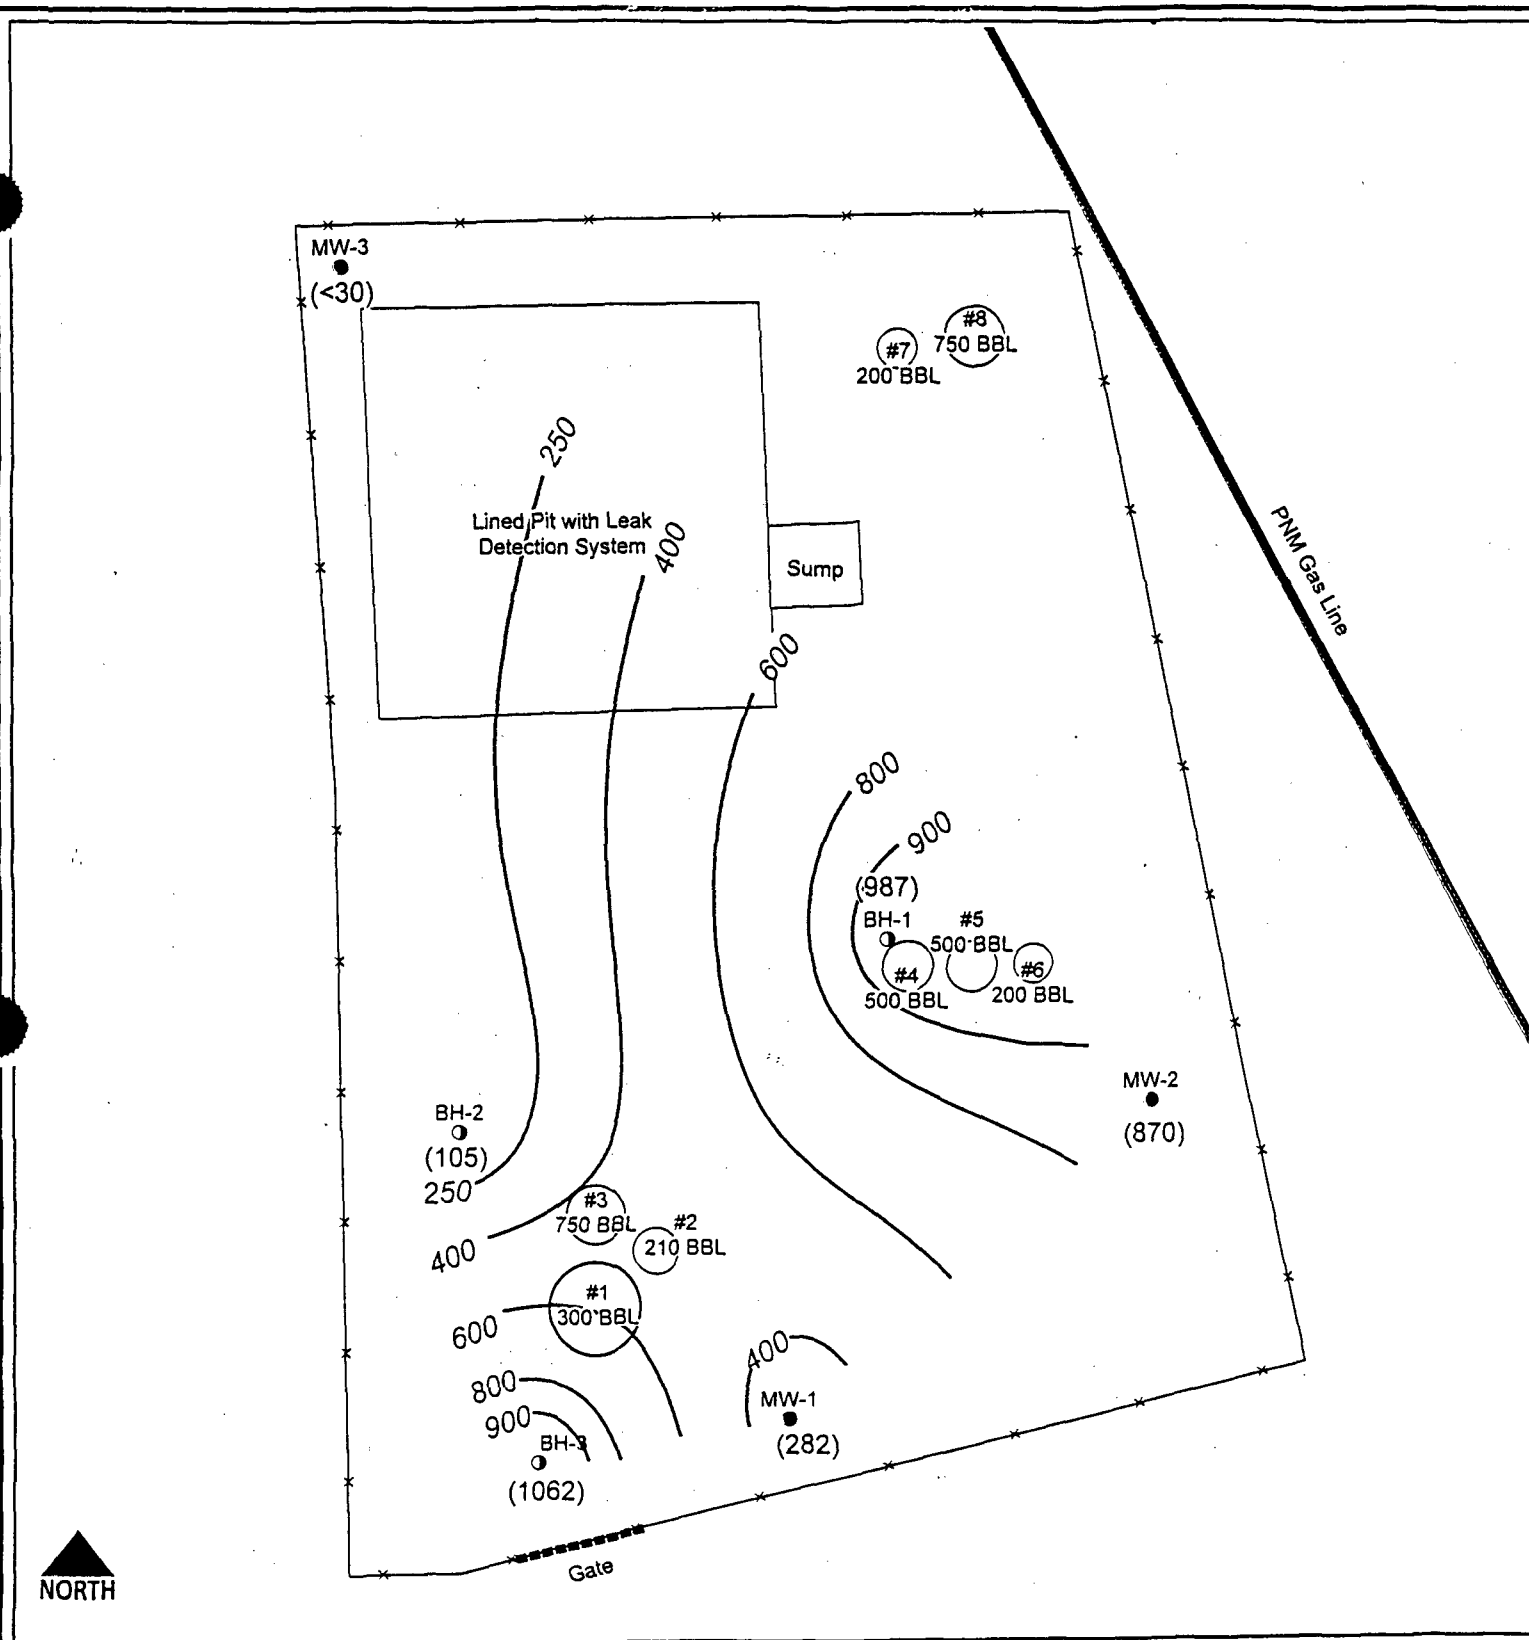 MW-3
(<30)
#8
750 BBL
#7
200 BBL
250
Lined Pit with Leak
Detection System
400
Sump
PNM Gas Line
600
800
900
(987)
BH-1
#5
500 BBL
#6
200 BBL
#4
500 BBL
MW-2
(870)
BH-2
(105)
250
#3
750 BBL
#2
210 BBL
400
#1
300 BBL
600
400
800
MW-1
(282)
900
BH-3
(1062)
Gate
NORTH